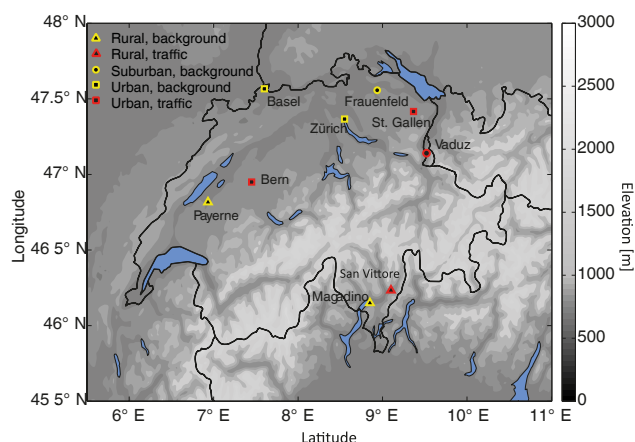 48° N
47.5°
47° N
46.5°
46° N
45 5° N
Longitude
Rural, background
Rural, traffic
Suburban, background
Urban, background
Urban, traffic
Basel
Frauenfeld
Zürich
St. Gallen
Vaduz
Bern
Payerne
San Vittore
Magadino
6° E
7° E
8° E
9° E
10° E
11° E
Latitude
3000
2500
2000
1500
1000
500
0
Elevation [m]